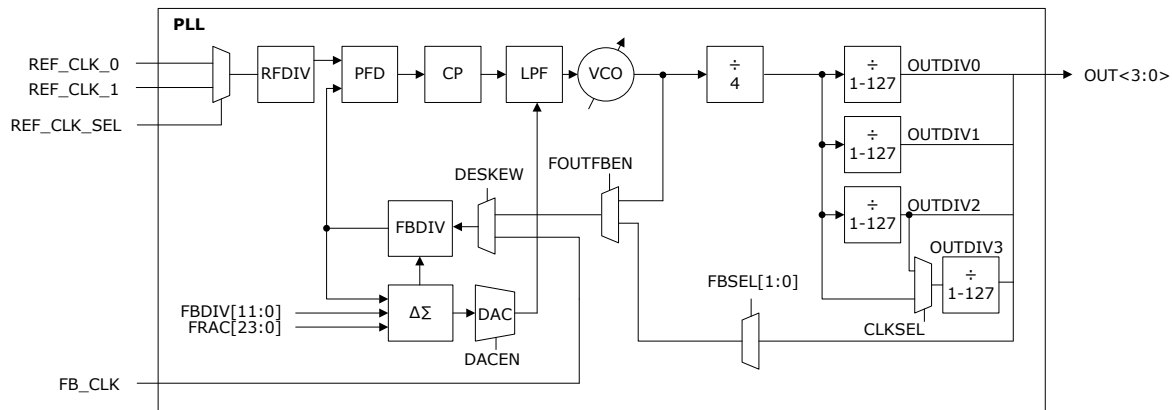 PLL
REF_CLK_0
REF_CLK_1
REF_CLK_SEL
RFDIV
PFD
CP
LPF
VCO
÷
4
÷
1-127
OUTDIV0
OUT<3:0>
÷
1-127
OUTDIV1
÷
1-127
OUTDIV2
OUTDIV3
÷
1-127
CLKSEL
FOUTFBEN
DESKEW
FBDIV
FBSEL[1:0]
FBDIV[11:0]
FRAC[23:0]
ΔΣ
DAC
DACEN
FB_CLK